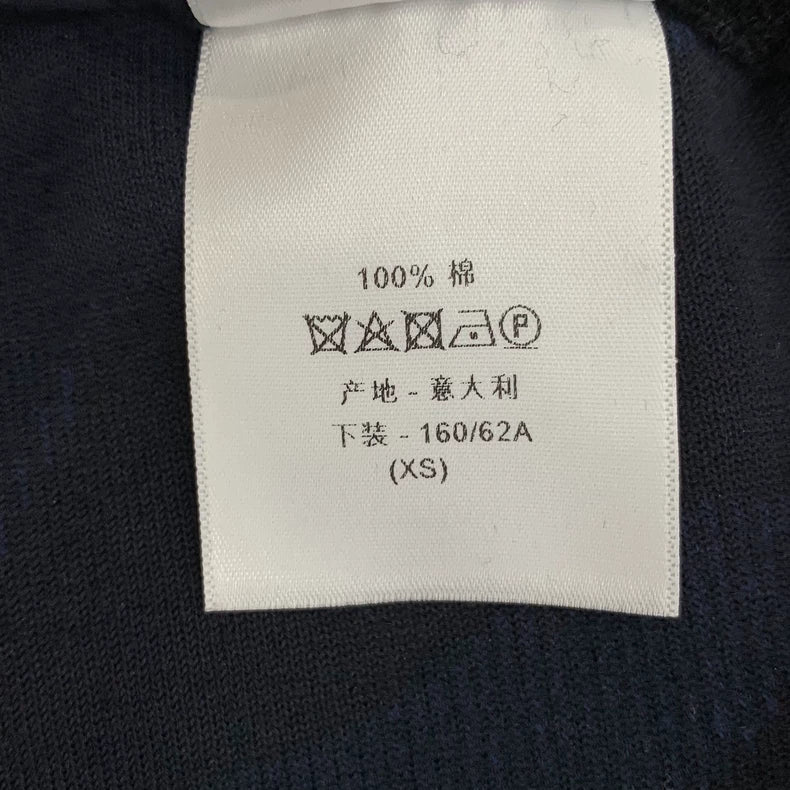 100% 棉
P
产地 - 意大利
下装 - 160/62A
(XS)